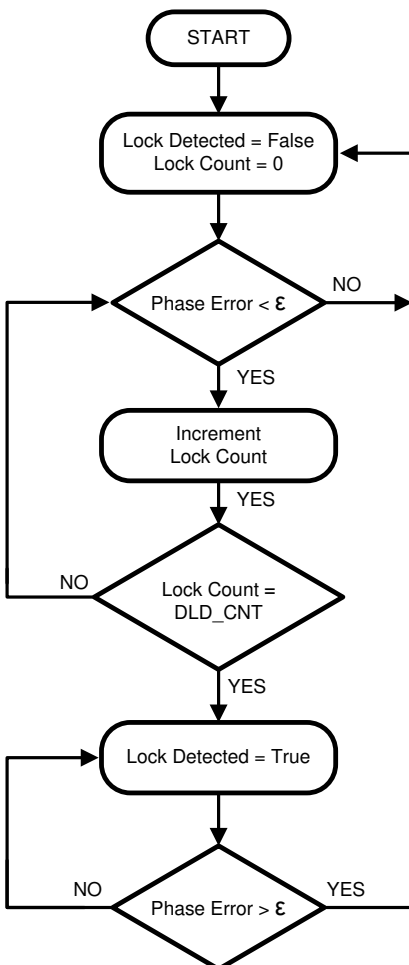 START
Lock Detected = False
Lock Count = 0
Phase Error < ε
NO
YES
Increment
Lock Count
YES
NO
Lock Count =
DLD_CNT
YES
Lock Detected = True
NO
Phase Error > ε
YES